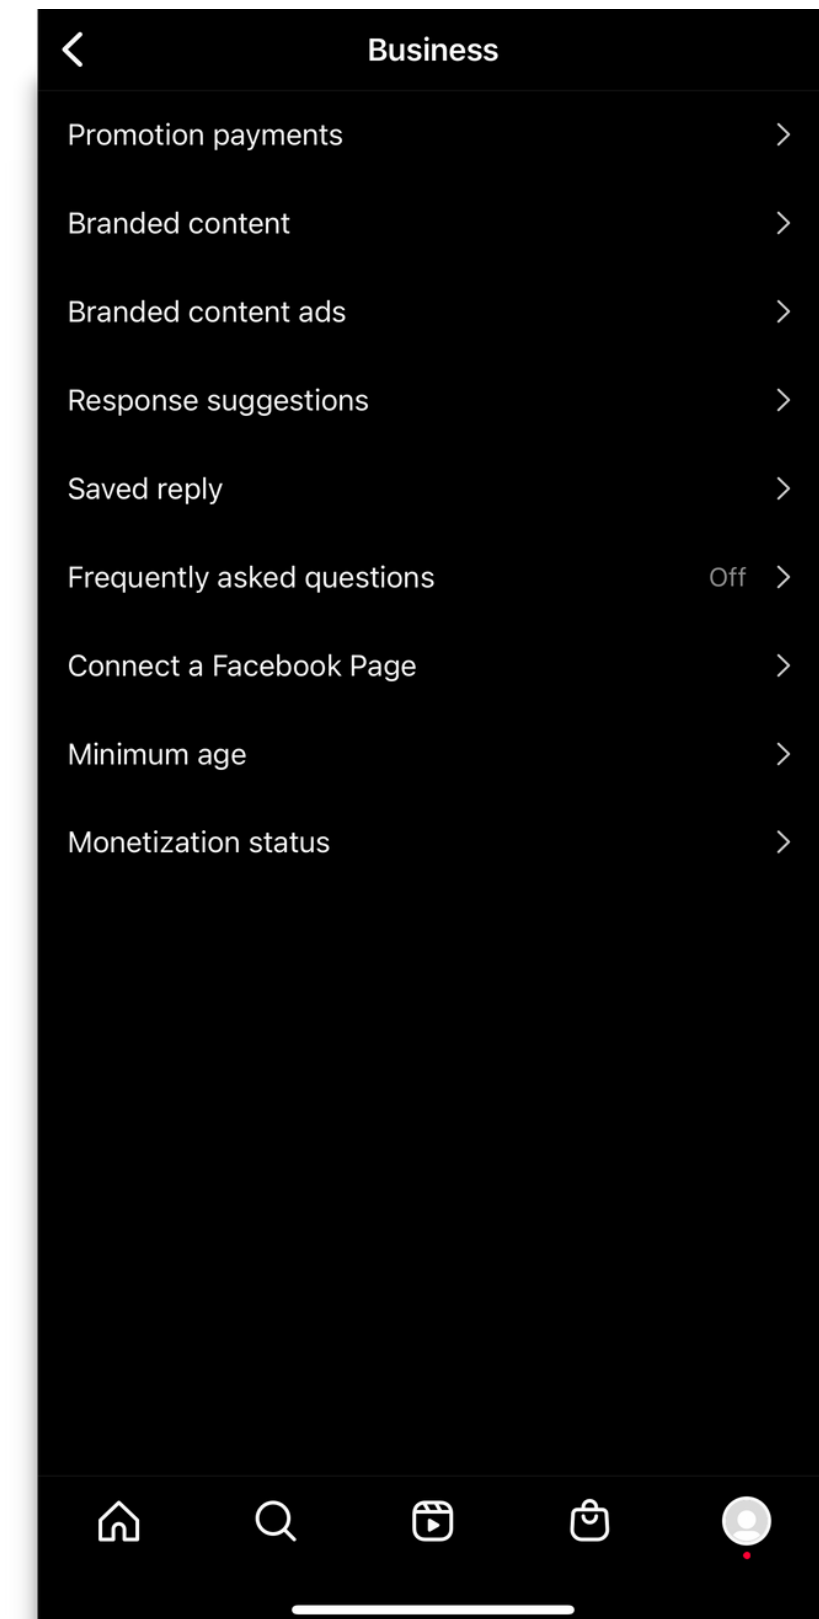 Business
Promotion payments
Branded content
Branded content ads
Response suggestions
Saved reply
Frequently asked questions Off
Connect a Facebook Page
Minimum age
Monetization status